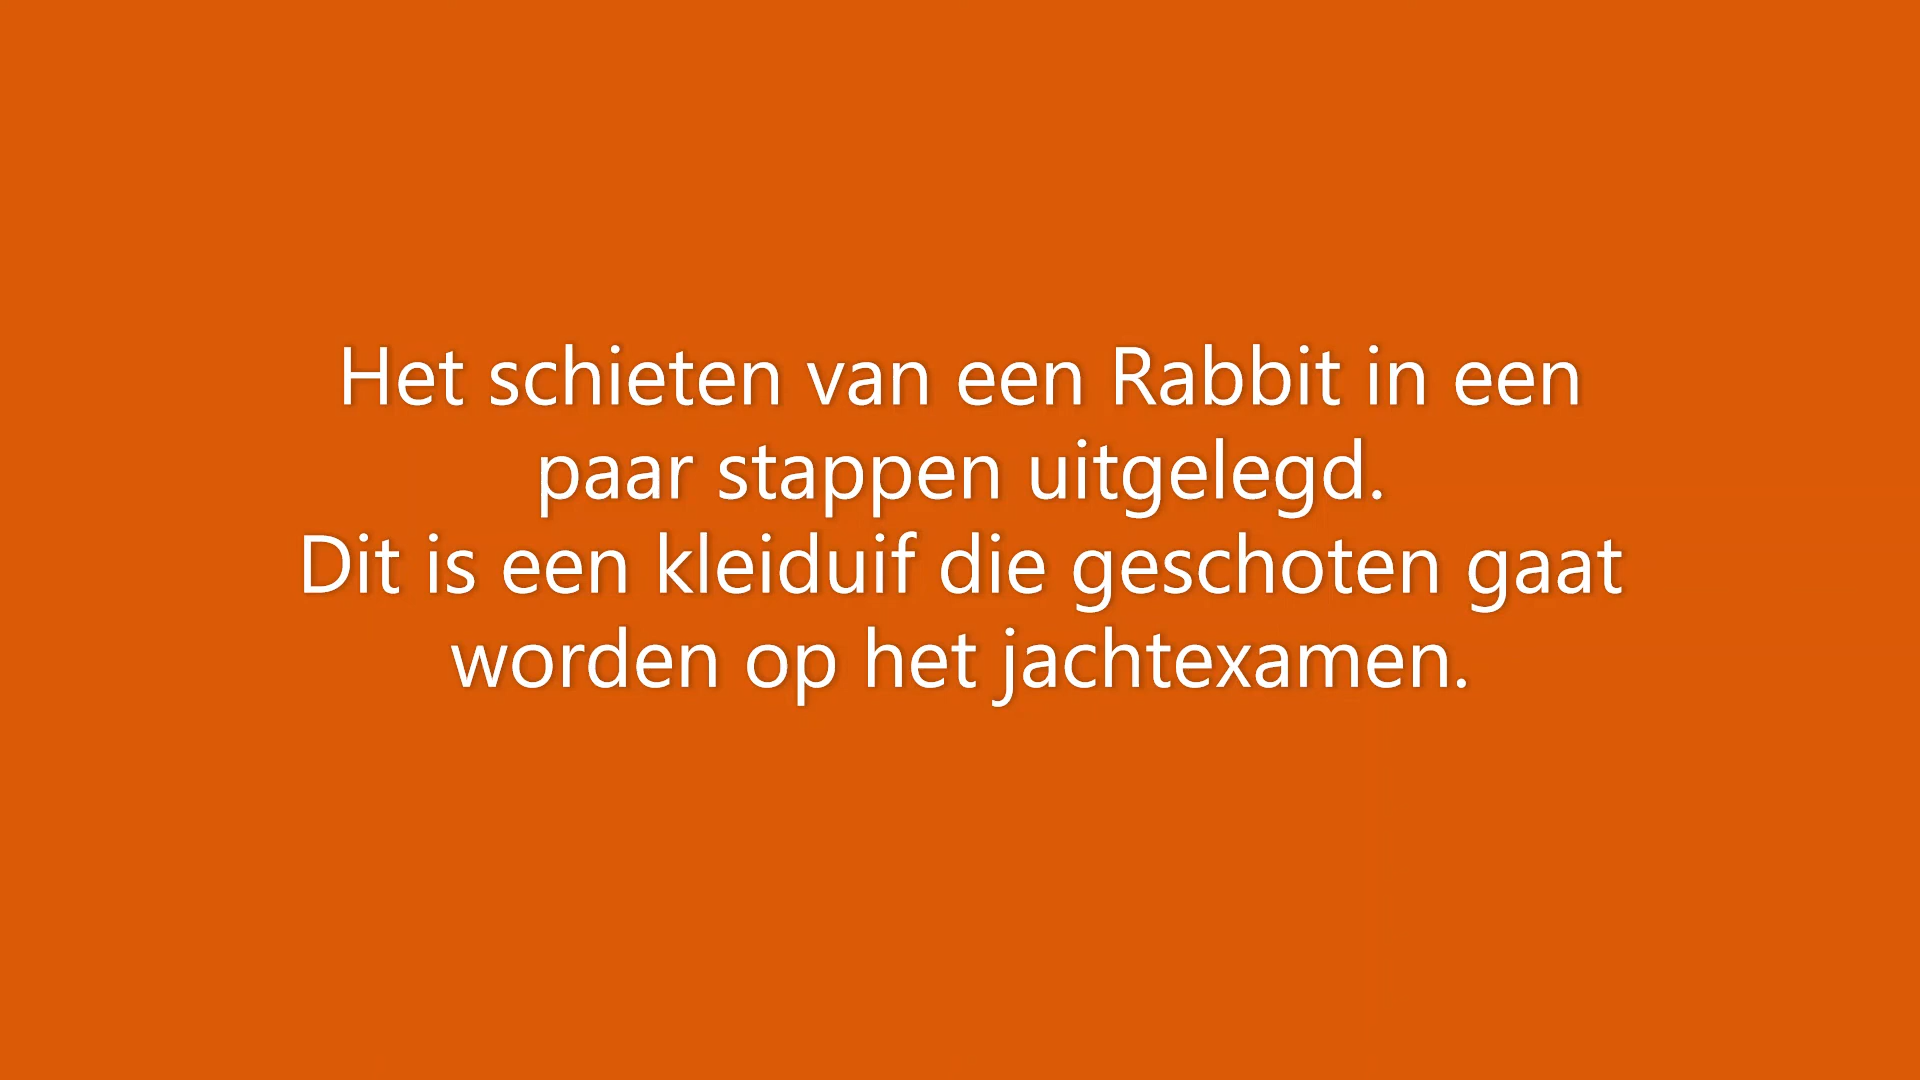 Het schieten van een Rabbit in een
paar stappen uitgelegd.
Dit is een kleiduif die geschoten gaat
worden op het jachtexamen.